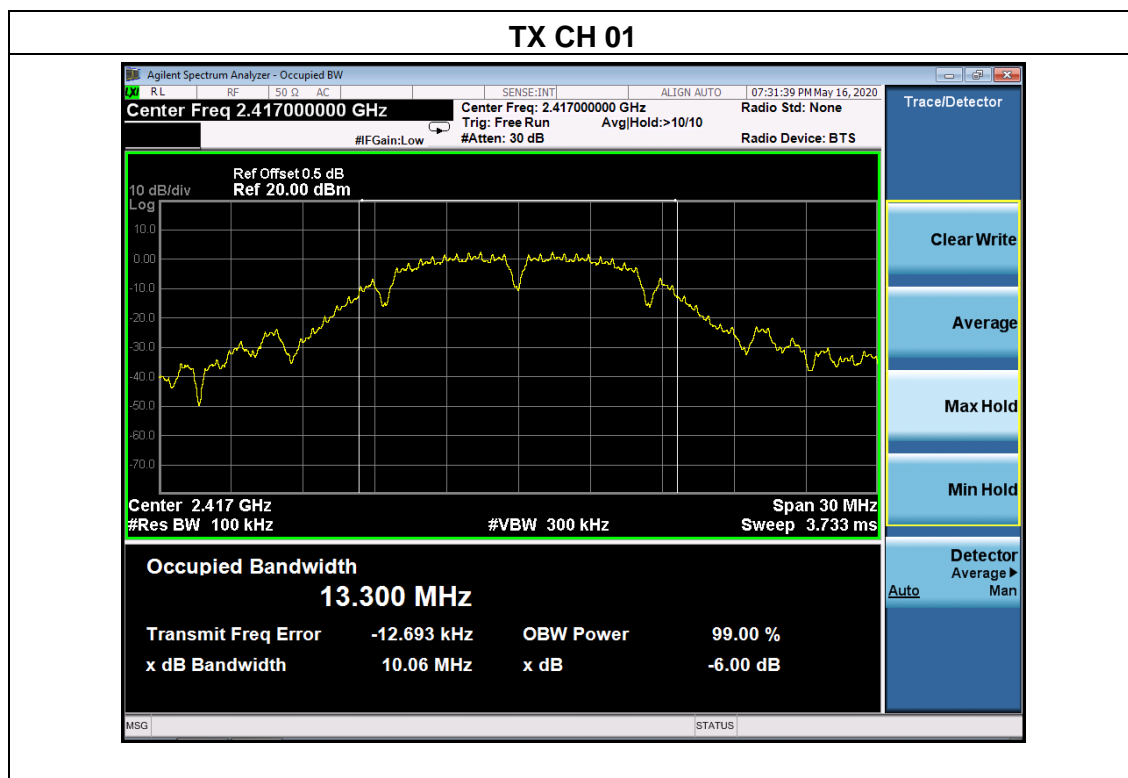 TX CH 01
Agilent Spectrum Analyzer - Occupied BW
LXI RL RF 50 Ω AC SENSE:INT ALIGN AUTO 07:31:39 PM May 16, 2020
Center Freq 2.417000000 GHz
Center Freq: 2.417000000 GHz
Radio Std: None
Trig: Free Run Avg|Hold:>10/10
#IFGain:Low #Atten: 30 dB Radio Device: BTS
Trace/Detector
Ref Offset 0.5 dB
10 dB/div Ref 20.00 dBm
Log
10.0
0.00
-10.0
-20.0
-30.0
-40.0
-50.0
-60.0
-70.0
Center 2.417 GHz Span 30 MHz
#Res BW 100 kHz #VBW 300 kHz Sweep 3.733 ms
Occupied Bandwidth
13.300 MHz
Transmit Freq Error -12.693 kHz OBW Power 99.00 %
x dB Bandwidth 10.06 MHz x dB -6.00 dB
Clear Write
Average
Max Hold
Min Hold
Detector
Average
Auto Man
MSG STATUS